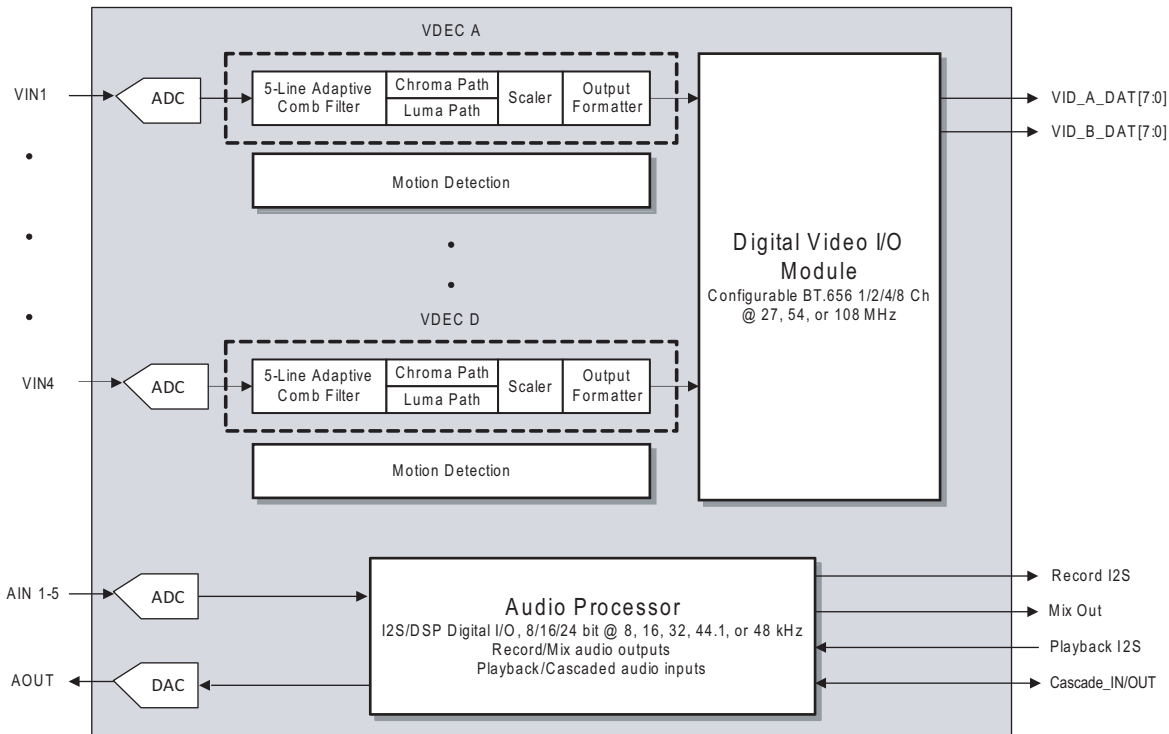 VDEC A
VIN1
ADC
5-Line Adaptive
Comb Filter
Chroma Path
Luma Path
Scaler
Output
Formatter
VID_A_DAT[7:0]
VID_B_DAT[7:0]
Motion Detection
Digital Video I/O
Module
Configurable BT.656 1/2/4/8 Ch
@ 27, 54, or 108 MHz
VDEC D
VIN4
ADC
5-Line Adaptive
Comb Filter
Chroma Path
Luma Path
Scaler
Output
Formatter
Motion Detection
AIN 1-5
ADC
Audio Processor
I2S/DSP Digital I/O, 8/16/24 bit @ 8, 16, 32, 44.1, or 48 kHz
Record/Mix audio outputs
Playback/Cascaded audio inputs
Record I2S
Mix Out
Playback I2S
Cascade_IN/OUT
AOUT
DAC